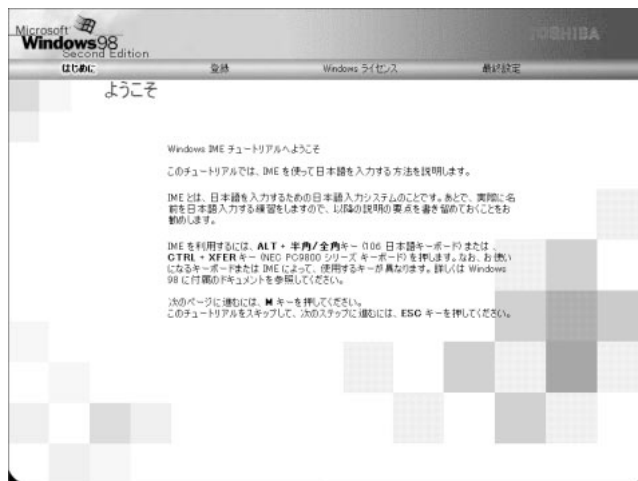 Microsoft
Windows98
Second Edition
TOSHIBA
はじめに 登録 Windows ライセンス 最終設定
ようこそ
Windows IME チュートリアルへようこそ
このチュートリアルでは、IME を使って日本語を入力する方法を説明します。
IME とは、日本語を入力するための日本語入力システムのことです。あとで、実際に名
前を日本語入力する練習をしますので、以降の説明の要点を書き留めておくことをお
勧めします。
IME を利用するには、ALT + 半角/全角キー (106 日本語キーボード) または 、
CTRL + XFER キー (NEC PC9800 シリーズ キーボード) を押します。なお、お使い
になるキーボードまたは IME によって、使用するキーが異なります。詳しくは Windows
98 に付属のドキュメントを参照してください。
次のページに進むには、M キーを押してください。
このチュートリアルをスキップして、次のステップに進むには、ESC キーを押してください。